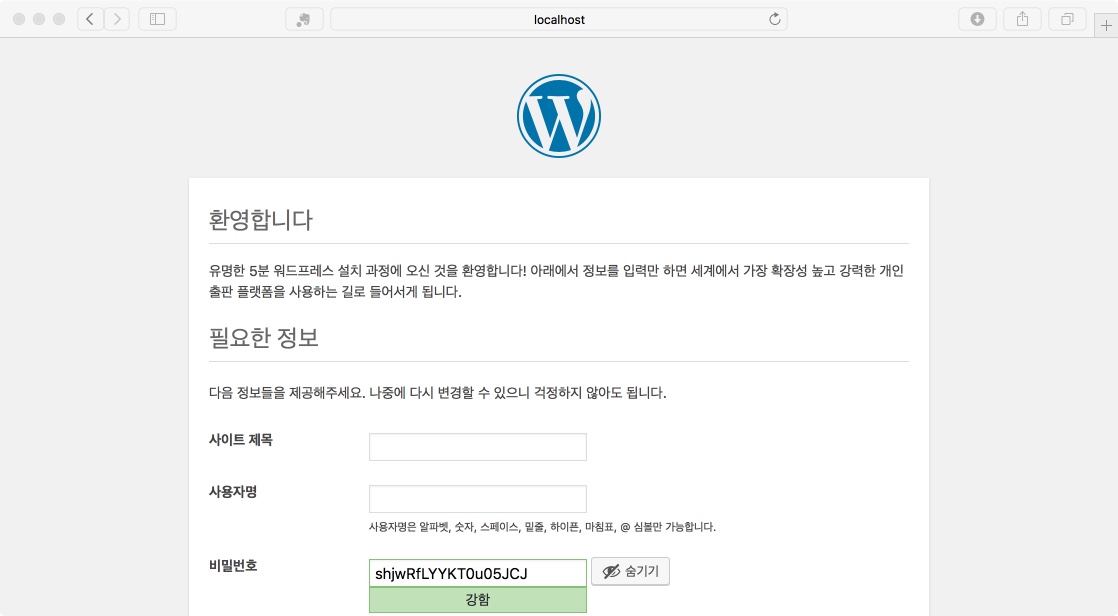 localhost
환영합니다
유명한 5분 워드프레스 설치 과정에 오신 것을 환영합니다! 아래에서 정보를 입력만 하면 세계에서 가장 확장성 높고 강력한 개인
출판 플랫폼을 사용하는 길로 들어서게 됩니다.
필요한 정보
다음 정보들을 제공해주세요. 나중에 다시 변경할 수 있으니 걱정하지 않아도 됩니다.
사이트 제목
사용자명
사용자명은 알파벳, 숫자, 스페이스, 밑줄, 하이픈, 마침표, @ 심볼만 가능합니다.
비밀번호 shjwRfLYYKT0u05JCJ 숨기기
강함